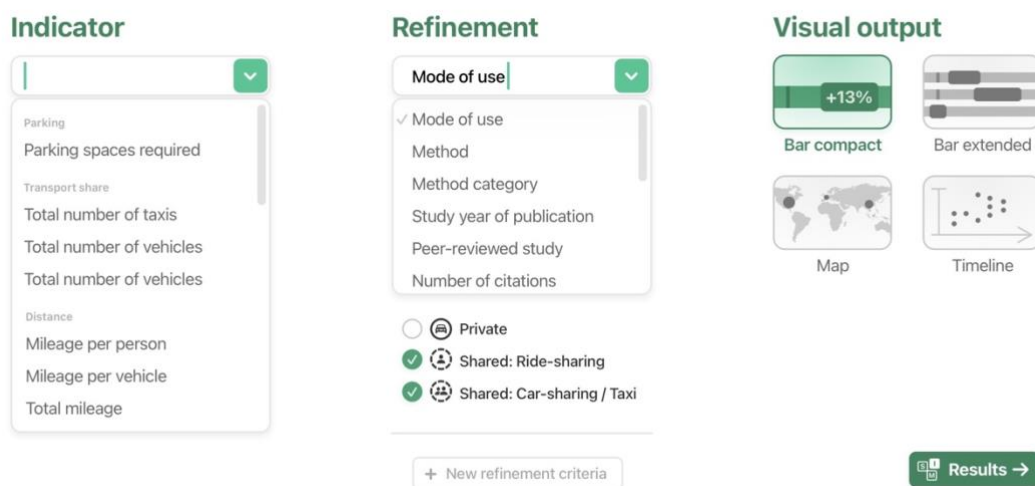 Indicator
Parking
Parking spaces required
Transport share
Total number of taxis
Total number of vehicles
Total number of vehicles
Distance
Mileage per person
Mileage per vehicle
Total mileage
Refinement
Mode of use
Mode of use
Method
Method category
Study year of publication
Peer-reviewed study
Number of citations
Private
Shared: Ride-sharing
Shared: Car-sharing / Taxi
+ New refinement criteria
Visual output
+13%
Bar compact
Bar extended
Map
Timeline
S I
M
Results →